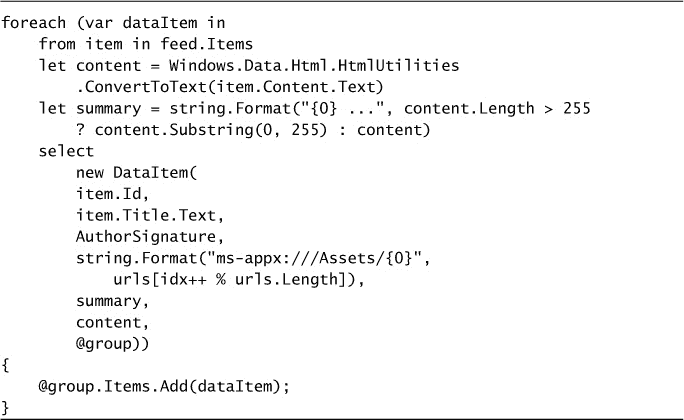 foreach (var dataItem in
    from item in feed.Items
    let content = Windows.Data.Html.HtmlUtilities
        .ConvertToText(item.Content.Text)
    let summary = string.Format("{0} ...", content.Length > 255
        ? content.Substring(0, 255) : content)
    select
        new DataItem(
        item.Id,
        item.Title.Text,
        AuthorSignature,
        string.Format("ms-appx:///Assets/{0}",
            urls[idx++ % urls.Length]),
        summary,
        content,
        @group))
{
    @group.Items.Add(dataItem);
}